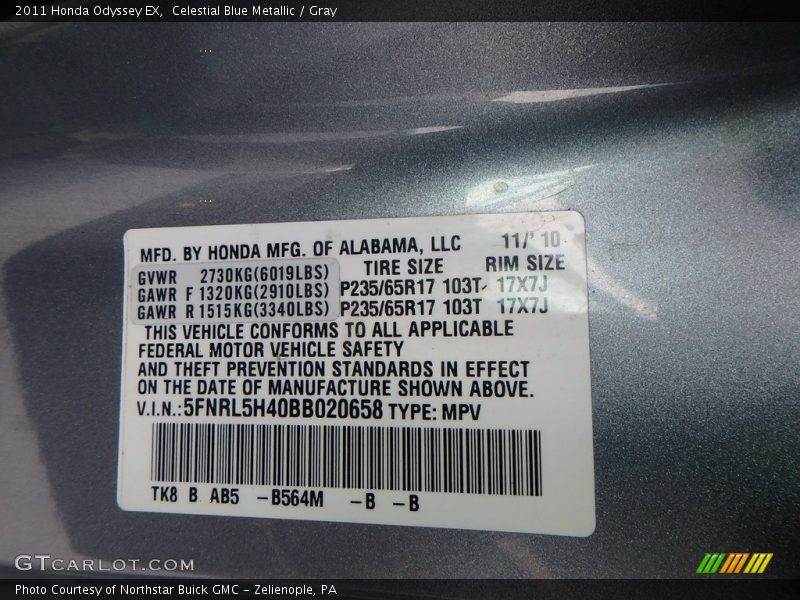 2011 Honda Odyssey EX,  Celestial Blue Metallic / Gray
MFD. BY HONDA MFG. OF ALABAMA, LLC 11/' 10
TIRE SIZE RIM SIZE
GVWR 2730KG(6019LBS)
GAWR F 1320KG(2910LBS) P235/65R17 103T- 17X7J
GAWR R 1515KG(3340LBS) P235/65R17 103T 17X7J
THIS VEHICLE CONFORMS TO ALL APPLICABLE
FEDERAL MOTOR VEHICLE SAFETY
AND THEFT PREVENTION STANDARDS IN EFFECT
ON THE DATE OF MANUFACTURE SHOWN ABOVE.
V.I.N.:5FNRL5H40BB020658 TYPE: MPV
TK8 B AB5 -B564M -B -B
GTCARLOT.COM
Photo Courtesy of Northstar Buick GMC - Zelienople, PA